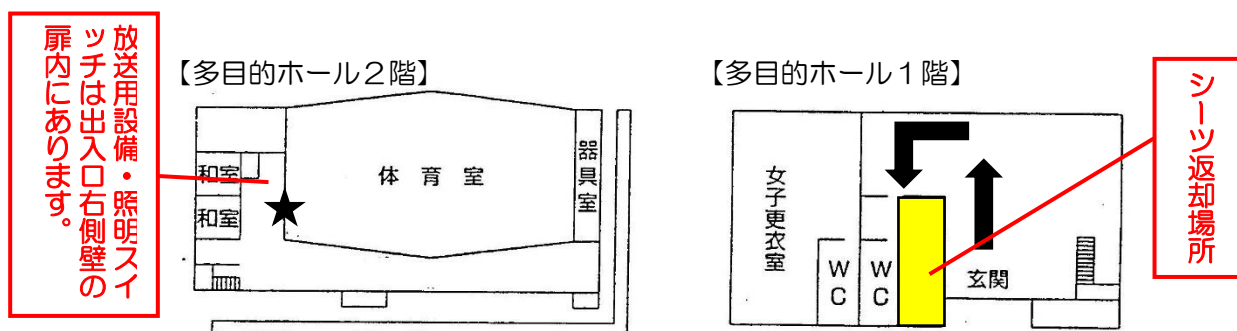 放送用設備・照明スイ
ッチは出入口右側壁の
扉内にあります。
【多目的ホール２階】
和室
和室
体育室
器具室
【多目的ホール１階】
女子更衣室
WC
WC
玄関
シーツ返却場所